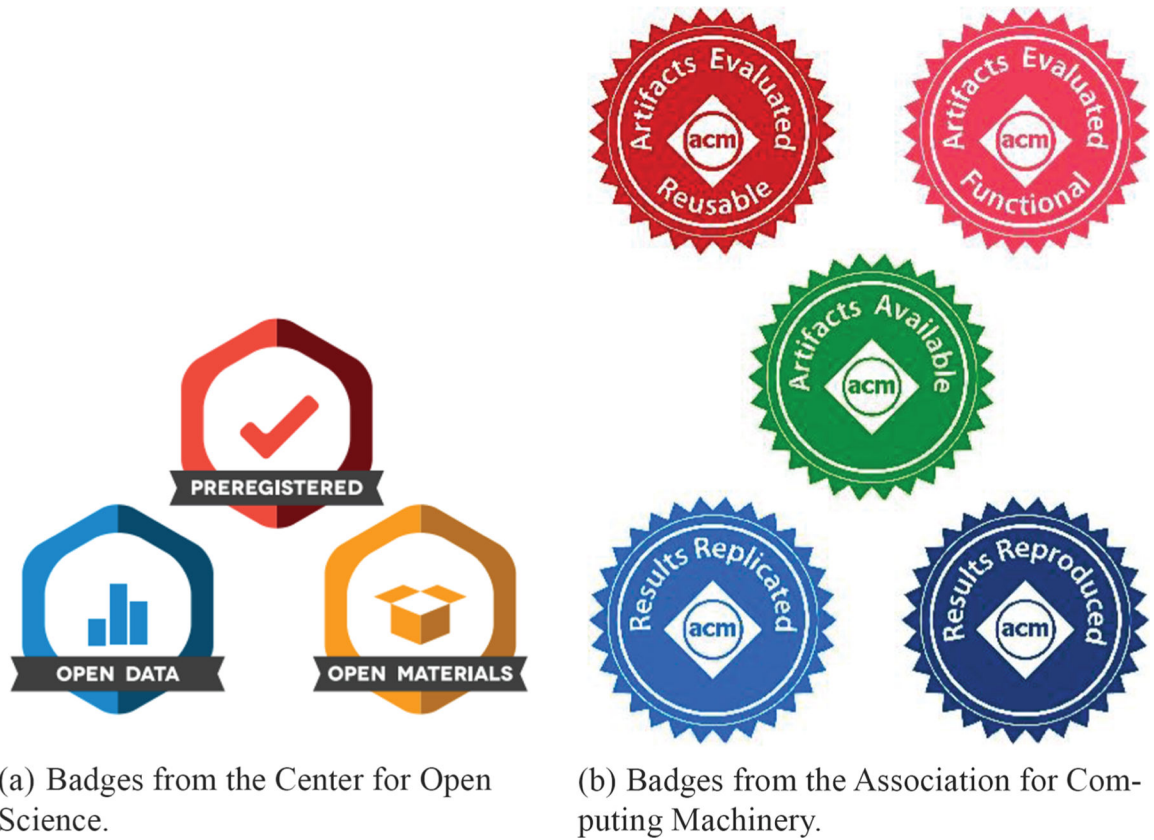 PREREGISTERED
OPEN DATA
OPEN MATERIALS
(a) Badges from the Center for Open
Science.
Artifacts Evaluated
acm
Reusable
Artifacts Evaluated
acm
Functional
Artifacts Available
acm
Results Replicated
acm
Results Reproduced
acm
(b) Badges from the Association for Com-
puting Machinery.